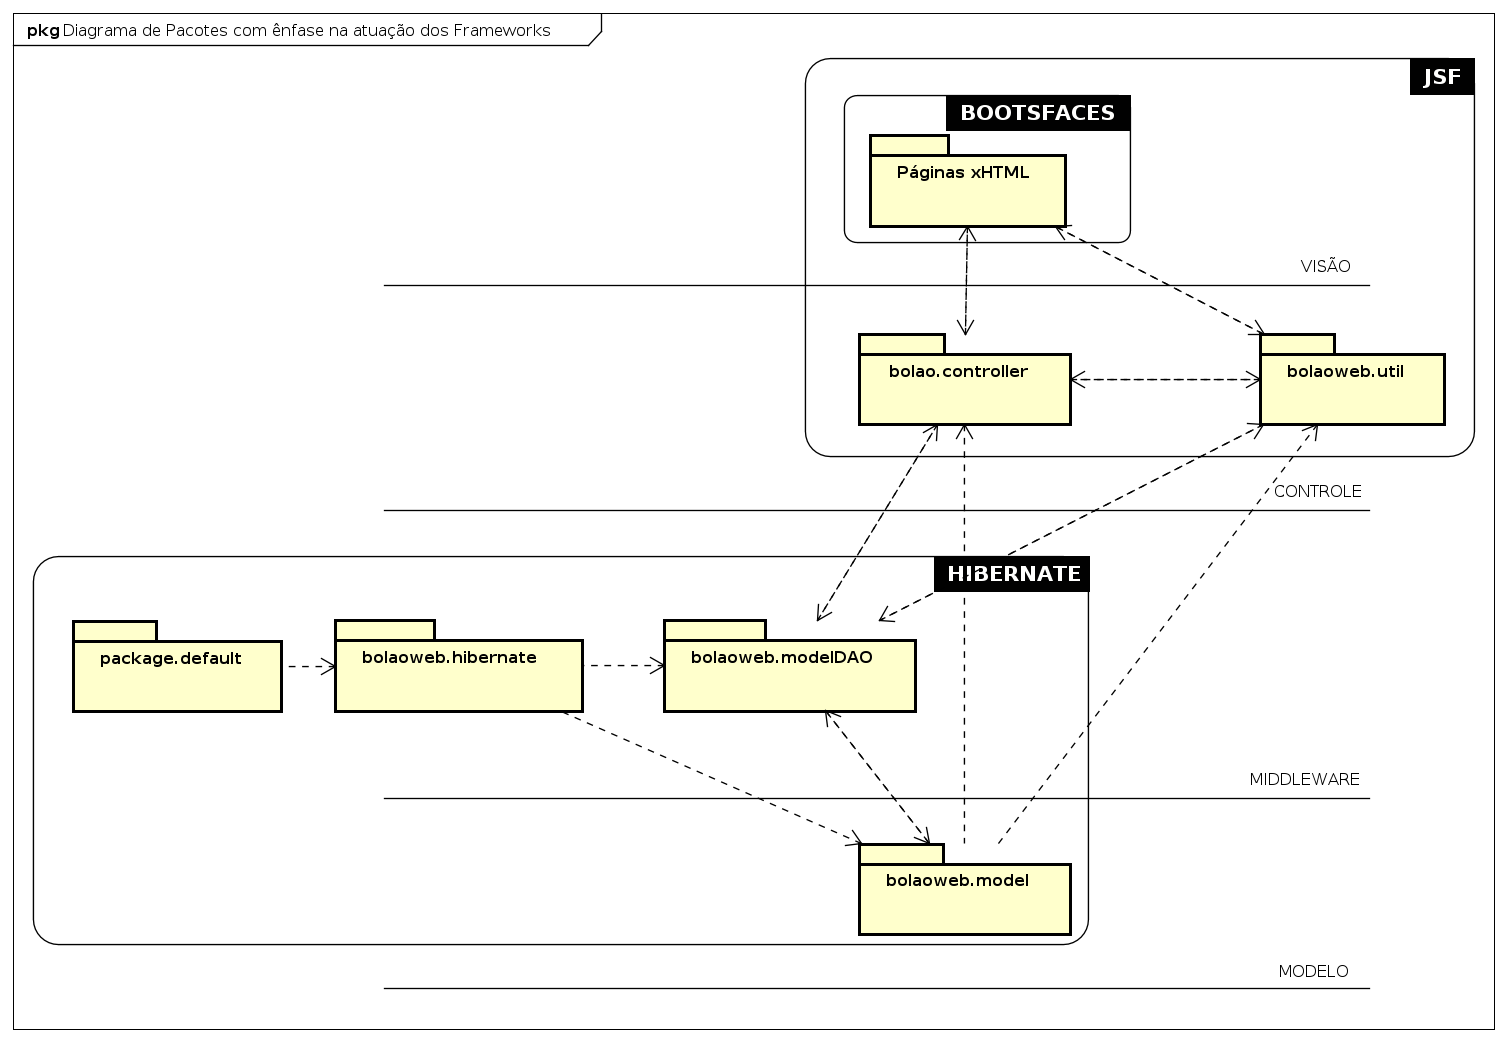 pkg Diagrama de Pacotes com ênfase na atuação dos Frameworks
JSF
BOOTSFACES
Páginas xHTML
VISÃO
bolao.controller
bolaoweb.util
CONTROLE
HIBERNATE
package.default
bolaoweb.hibernate
bolaoweb.modelDAO
MIDDLEWARE
bolaoweb.model
MODELO